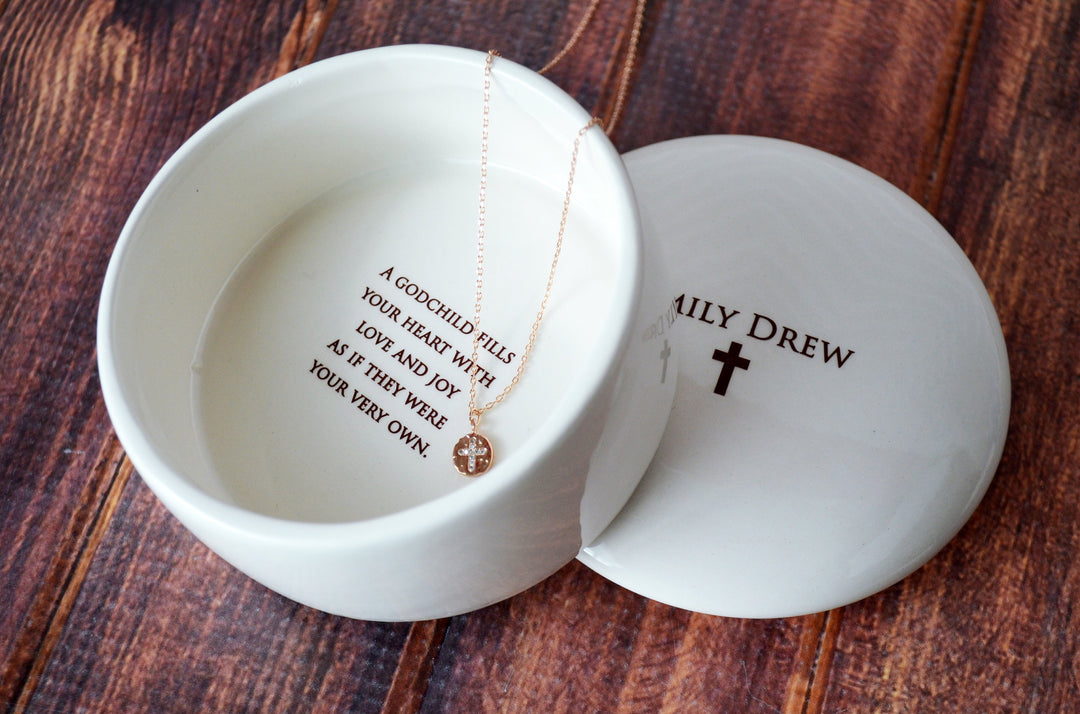 A GODCHILD FILLS
YOUR HEART WITH
LOVE AND JOY
AS IF THEY WERE
YOUR VERY OWN.
MILY DREW